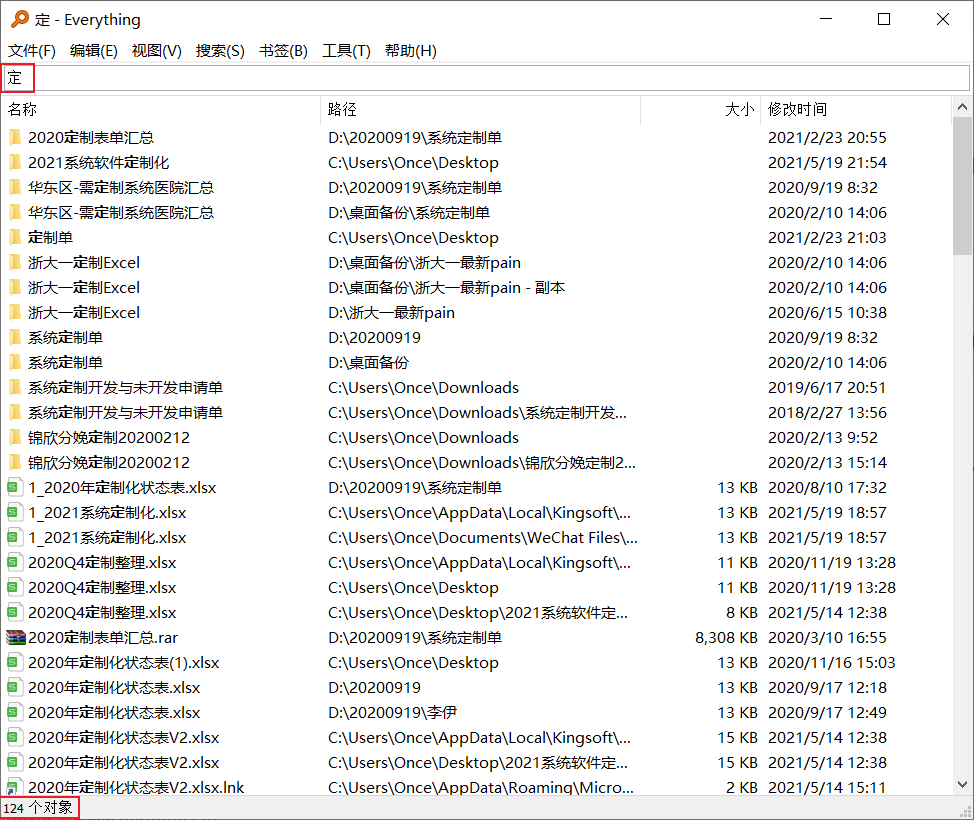 定 - Everything
文件(F) 编辑(E) 视图(V) 搜索(S) 书签(B) 工具(T) 帮助(H)
定
名称 路径 大小 修改时间
2020定制表单汇总 D:\20200919\系统定制单 2021/2/23 20:55
2021系统软件定制化 C:\Users\Once\Desktop 2021/5/19 21:54
华东区-需定制系统医院汇总 D:\20200919\系统定制单 2020/9/19 8:32
华东区-需定制系统医院汇总 D:\桌面备份\系统定制单 2020/2/10 14:06
定制单 C:\Users\Once\Desktop 2021/2/23 21:03
浙大一定制Excel D:\桌面备份\浙大一最新pain 2020/2/10 14:06
浙大一定制Excel D:\桌面备份\浙大一最新pain - 副本 2020/2/10 14:06
浙大一定制Excel D:\浙大一最新pain 2020/6/15 10:38
系统定制单 D:\20200919 2020/9/19 8:32
系统定制单 D:\桌面备份 2020/2/10 14:06
系统定制开发与未开发申请单 C:\Users\Once\Downloads 2019/6/17 20:51
系统定制开发与未开发申请单 C:\Users\Once\Downloads\系统定制开发... 2018/2/27 13:56
锦欣分娩定制20200212 C:\Users\Once\Downloads 2020/2/13 9:52
锦欣分娩定制20200212 C:\Users\Once\Downloads\锦欣分娩定制2... 2020/2/13 15:14
1_2020年定制化状态表.xlsx D:\20200919\系统定制单 13 KB 2020/8/10 17:32
1_2021系统定制化.xlsx C:\Users\Once\AppData\Local\Kingsoft\... 13 KB 2021/5/19 18:57
1_2021系统定制化.xlsx C:\Users\Once\Documents\WeChat Files\... 13 KB 2021/5/19 18:57
2020Q4定制整理.xlsx C:\Users\Once\AppData\Local\Kingsoft\... 11 KB 2020/11/19 13:28
2020Q4定制整理.xlsx C:\Users\Once\Desktop 11 KB 2020/11/19 13:28
2020Q4定制整理.xlsx C:\Users\Once\Desktop\2021系统软件定... 8 KB 2021/5/14 12:38
2020定制表单汇总.rar D:\20200919\系统定制单 8,308 KB 2020/3/10 16:55
2020年定制化状态表(1).xlsx C:\Users\Once\Desktop 13 KB 2020/11/16 15:03
2020年定制化状态表.xlsx D:\20200919 13 KB 2020/9/17 12:18
2020年定制化状态表.xlsx D:\20200919\李伊 13 KB 2020/9/17 12:49
2020年定制化状态表V2.xlsx C:\Users\Once\AppData\Local\Kingsoft\... 15 KB 2021/5/14 12:38
2020年定制化状态表V2.xlsx C:\Users\Once\Desktop\2021系统软件定... 15 KB 2021/5/14 12:38
2020年定制化状态表V2.xlsx.lnk C:\Users\Once\AppData\Roaming\Micro... 2 KB 2021/5/14 15:11
124 个对象